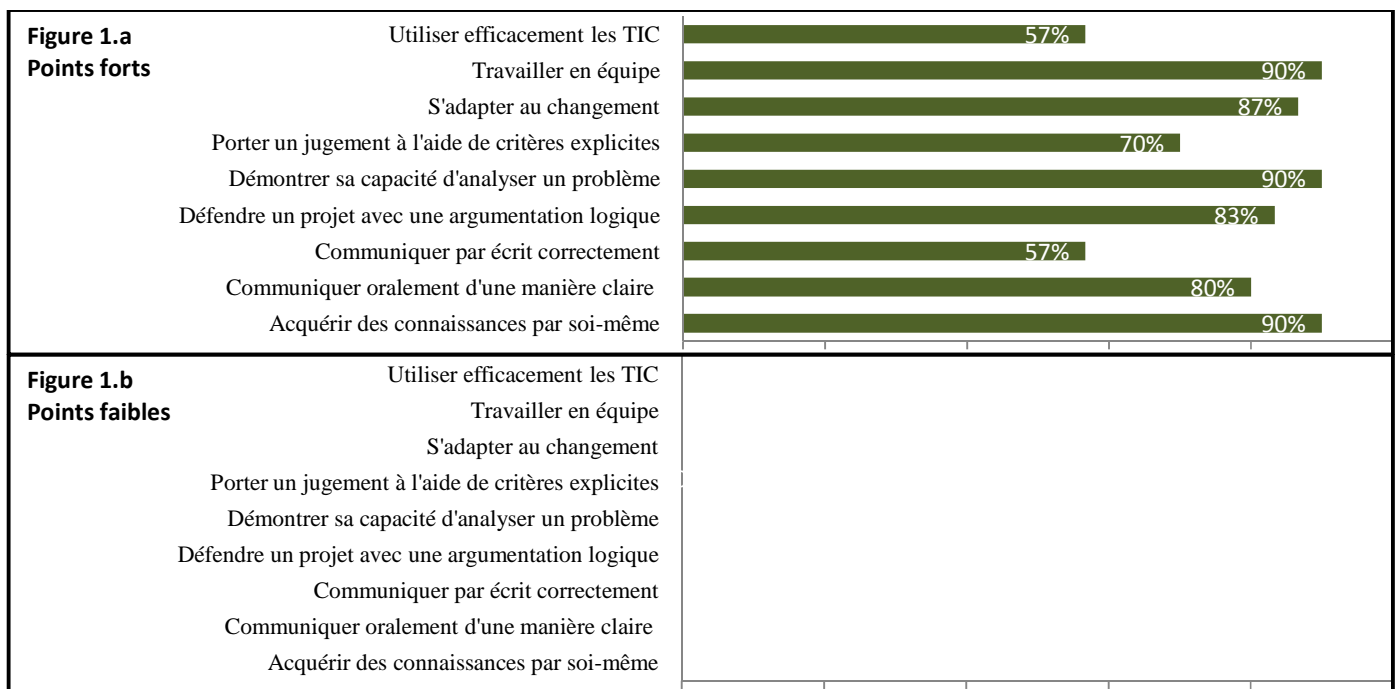 Figure 1.a
Points forts
Utiliser efficacement les TIC 57%
Travailler en équipe 90%
S'adapter au changement 87%
Porter un jugement à l'aide de critères explicites 70%
Démontrer sa capacité d'analyser un problème 90%
Défendre un projet avec une argumentation logique 83%
Communiquer par écrit correctement 57%
Communiquer oralement d'une manière claire 80%
Acquérir des connaissances par soi-même 90%
Figure 1.b
Points faibles
Utiliser efficacement les TIC
Travailler en équipe
S'adapter au changement
Porter un jugement à l'aide de critères explicites
Démontrer sa capacité d'analyser un problème
Défendre un projet avec une argumentation logique
Communiquer par écrit correctement
Communiquer oralement d'une manière claire
Acquérir des connaissances par soi-même